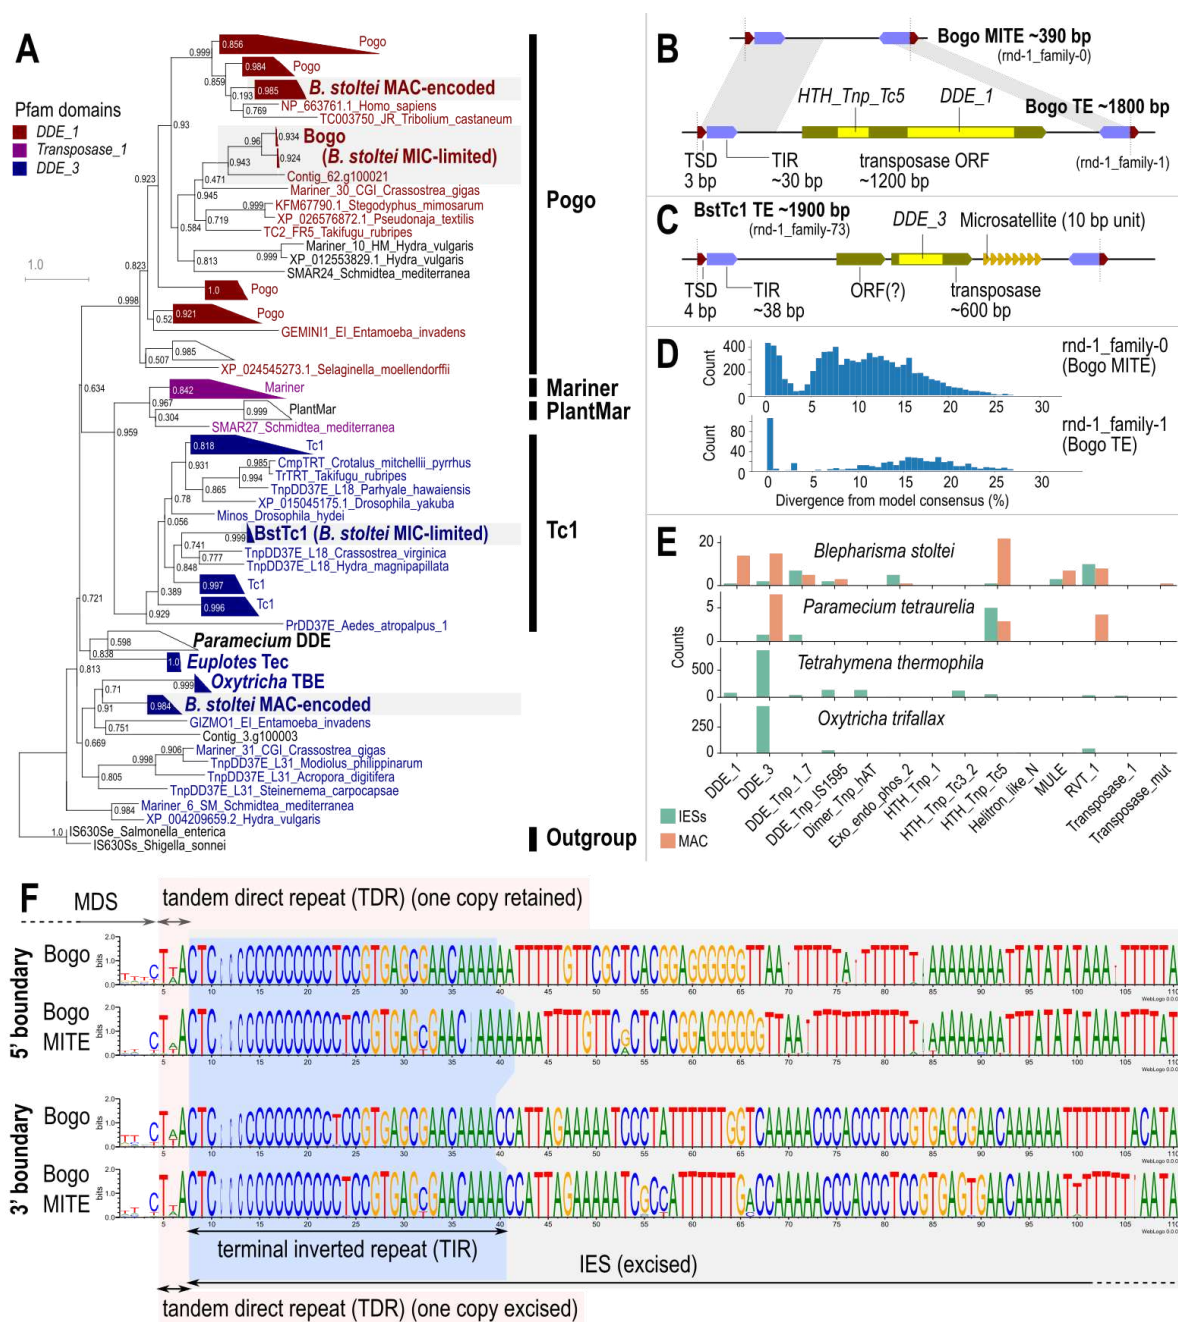 A
Pfam domains
DDE_1
Transposase_1
DDE_3
1.0
0.856
Pogo
0.999
0.984
Pogo
0.859
0.985
B. stoltei MAC-encoded
0.193
NP_663761.1_Homo_sapiens
0.769
TC003750_JR_Tribolium_castaneum
0.93
0.934
Bogo
0.96
0.924
(B. stoltei MIC-limited)
0.943
Contig_62.g100021
0.923
0.471
Mariner_30_CGI_Crassostrea_gigas
0.945
KFM67790.1_Stegodyphus_mimosarum
0.999
XP_026576872.1_Pseudonaja_textilis
0.719
0.584
TC2_FR5_Takifugu_rubripes
Mariner_10_HM_Hydra_vulgaris
0.999
XP_012553829.1_Hydra_vulgaris
0.813
SMAR24_Schmidtea_mediterranea
0.823
1.0
Pogo
0.998
0.921
Pogo
0.52
GEMINI1_EI_Entamoeba_invadens
0.985
0.507
XP_024545273.1_Selaginella_moellendorffii
0.634
0.842
Mariner
0.967
0.999
PlantMar
0.304
SMAR27_Schmidtea_mediterranea
0.959
0.818
Tc1
0.985
CmpTRT_Crotalus_mitchellii_pyrrhus
0.931
0.994
TrTRT_Takifugu_rubripes
0.865
TnpDD37E_L18_Parhyale_hawaiensis
0.78
XP_015045175.1_Drosophila_yakuba
Minos_Drosophila_hydei
0.056
0.999
BstTc1 (B. stoltei MIC-limited)
0.741
0.777
TnpDD37E_L18_Crassostrea_virginica
0.848
TnpDD37E_L18_Hydra_magnipapillata
0.997
Tc1
0.389
0.721
0.996
Tc1
0.929
PrDD37E_Aedes_atropalpus_1
0.598
Paramecium DDE
0.838
1.0
Euplotes Tec
0.813
0.999
Oxytricha TBE
0.71
0.984
B. stoltei MAC-encoded
0.91
GIZMO1_EI_Entamoeba_invadens
0.751
Contig_3.g100003
0.669
0.906
Mariner_31_CGI_Crassostrea_gigas
0.998
TnpDD37E_L31_Modiolus_philippinarum
0.805
TnpDD37E_L31_Acropora_digitifera
TnpDD37E_L31_Steinernema_carpocapsae
0.984
Mariner_6_SM_Schmidtea_mediterranea
XP_004209659.2_Hydra_vulgaris
1.0
IS630Se_Salmonella_enterica
IS630Ss_Shigella_sonnei
Pogo
Mariner
PlantMar
Tc1
Outgroup
B
Bogo MITE ~390 bp
(rnd-1_family-0)
HTH_Tnp_Tc5
DDE_1
Bogo TE ~1800 bp
TSD
3 bp
TIR
~30 bp
transposase ORF
~1200 bp
(rnd-1_family-1)
C
BstTc1 TE ~1900 bp
(rnd-1_family-73)
DDE_3
Microsatellite (10 bp unit)
TSD
4 bp
TIR
~38 bp
ORF(?)
transposase
~600 bp
D
Count
400
200
0
0 5 10 15 20 25 30
rnd-1_family-0
(Bogo MITE)
Count
80
40
0
0 5 10 15 20 25 30
rnd-1_family-1
(Bogo TE)
Divergence from model consensus (%)
E
Counts
20
0
Blepharisma stoltei
5
0
Paramecium tetraurelia
500
0
Tetrahymena thermophila
250
0
Oxytricha trifallax
DDE_1
DDE_3
DDE_Tnp_1_7
DDE_Tnp_IS1595
Dimer_Tnp_hAT
Exo_endo_phos_2
HTH_Tnp_1
HTH_Tnp_Tc3_2
HTH_Tnp_Tc5
Helitron_like_N
MULE
RVT_1
Transposase_1
Transposase_mut
IESs
MAC
F
MDS
tandem direct repeat (TDR) (one copy retained)
5' boundary
Bogo
Bogo
MITE
3' boundary
Bogo
Bogo
MITE
terminal inverted repeat (TIR)
IES (excised)
tandem direct repeat (TDR) (one copy excised)